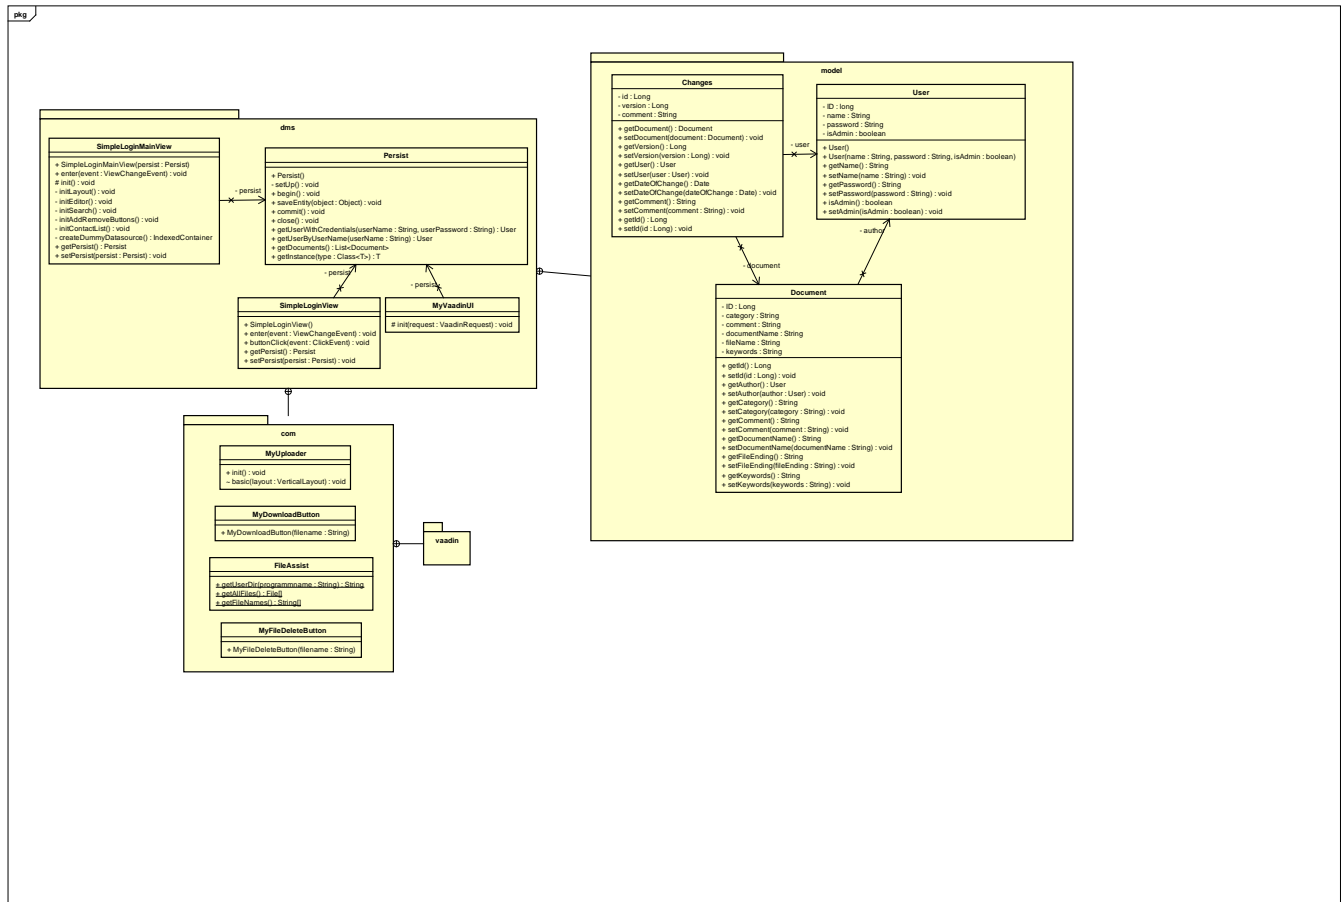 pkg
dms
SimpleLoginMainView
+ SimpleLoginMainView(persist : Persist)
+ enter(event : ViewChangeEvent) : void
# init() : void
- initLayout() : void
- initEditor() : void
- initSearch() : void
- initAddRemoveButtons() : void
- initContactList() : void
- createDummyDatasource() : IndexedContainer
+ getPersist() : Persist
+ setPersist(persist : Persist) : void
- persist
Persist
+ Persist()
- setUp() : void
+ begin() : void
+ saveEntity(object : Object) : void
+ commit() : void
+ close() : void
+ getUserWithCredentials(userName : String, userPassword : String) : User
+ getUserByUserName(userName : String) : User
+ getDocuments() : List<Document>
+ getInstance(type : Class<T>) : T
- persist
- persist
SimpleLoginView
+ SimpleLoginView()
+ enter(event : ViewChangeEvent) : void
+ buttonClick(event : ClickEvent) : void
+ getPersist() : Persist
+ setPersist(persist : Persist) : void
MyVaadinUI
# init(request : VaadinRequest) : void
com
MyUploader
+ init() : void
~ basic(layout : VerticalLayout) : void
MyDownloadButton
+ MyDownloadButton(filename : String)
FileAssist
+ getUserDir(programmname : String) : String
+ getAllFiles() : File[]
+ getFileNames() : String[]
MyFileDeleteButton
+ MyFileDeleteButton(filename : String)
vaadin
model
Changes
- id : Long
- version : Long
- comment : String
+ getDocument() : Document
+ setDocument(document : Document) : void
+ getVersion() : Long
+ setVersion(version : Long) : void
+ getUser() : User
+ setUser(user : User) : void
+ getDateOfChange() : Date
+ setDateOfChange(dateOfChange : Date) : void
+ getComment() : String
+ setComment(comment : String) : void
+ getId() : Long
+ setId(id : Long) : void
- user
User
- ID : long
- name : String
- password : String
- isAdmin : boolean
+ User()
+ User(name : String, password : String, isAdmin : boolean)
+ getName() : String
+ setName(name : String) : void
+ getPassword() : String
+ setPassword(password : String) : void
+ isAdmin() : boolean
+ setAdmin(isAdmin : boolean) : void
- author
- document
Document
- ID : Long
- category : String
- comment : String
- documentName : String
- fileName : String
- keywords : String
+ getId() : Long
+ setId(id : Long) : void
+ getAuthor() : User
+ setAuthor(author : User) : void
+ getCategory() : String
+ setCategory(category : String) : void
+ getComment() : String
+ setComment(comment : String) : void
+ getDocumentName() : String
+ setDocumentName(documentName : String) : void
+ getFileEnding() : String
+ setFileEnding(fileEnding : String) : void
+ getKeywords() : String
+ setKeywords(keywords : String) : void